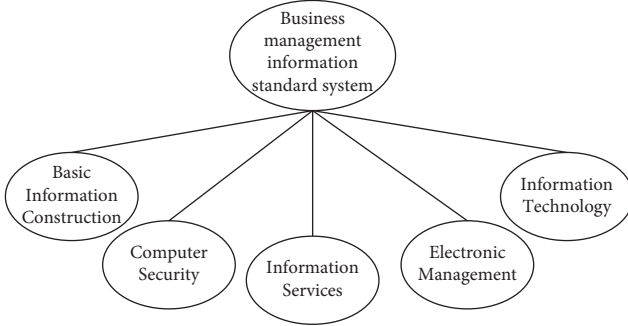 Business
management
information
standard system
Basic
Information
Construction
Computer
Security
Information
Services
Electronic
Management
Information
Technology